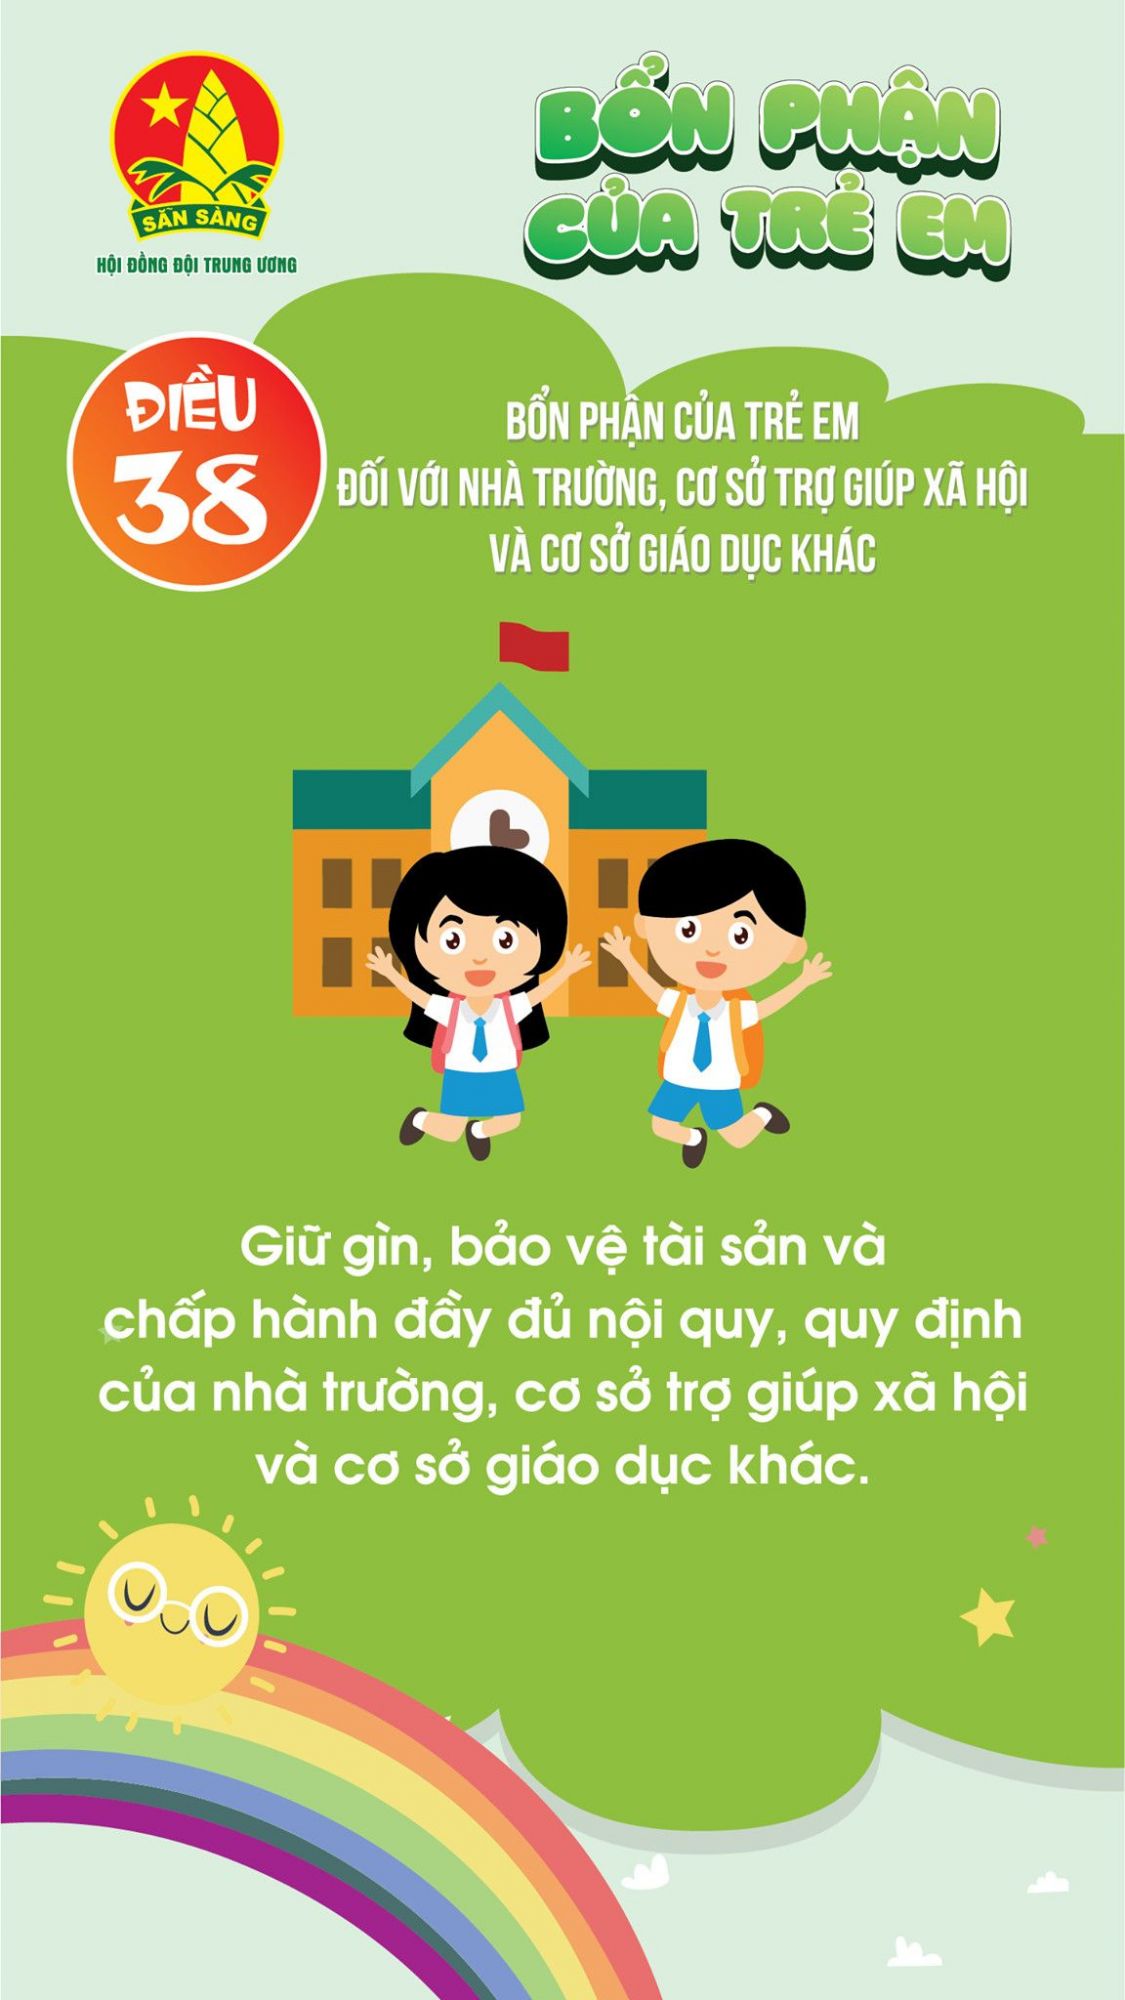 SẴN SÀNG
HỘI ĐỒNG ĐỘI TRUNG ƯƠNG
BỔN PHẬN
CỦA TRẺ EM
ĐIỀU
38
BỔN PHẬN CỦA TRẺ EM
ĐỐI VỚI NHÀ TRƯỜNG, CƠ SỞ TRỢ GIÚP XÃ HỘI
VÀ CƠ SỞ GIÁO DỤC KHÁC
Giữ gìn, bảo vệ tài sản và
chấp hành đầy đủ nội quy, quy định
của nhà trường, cơ sở trợ giúp xã hội
và cơ sở giáo dục khác.